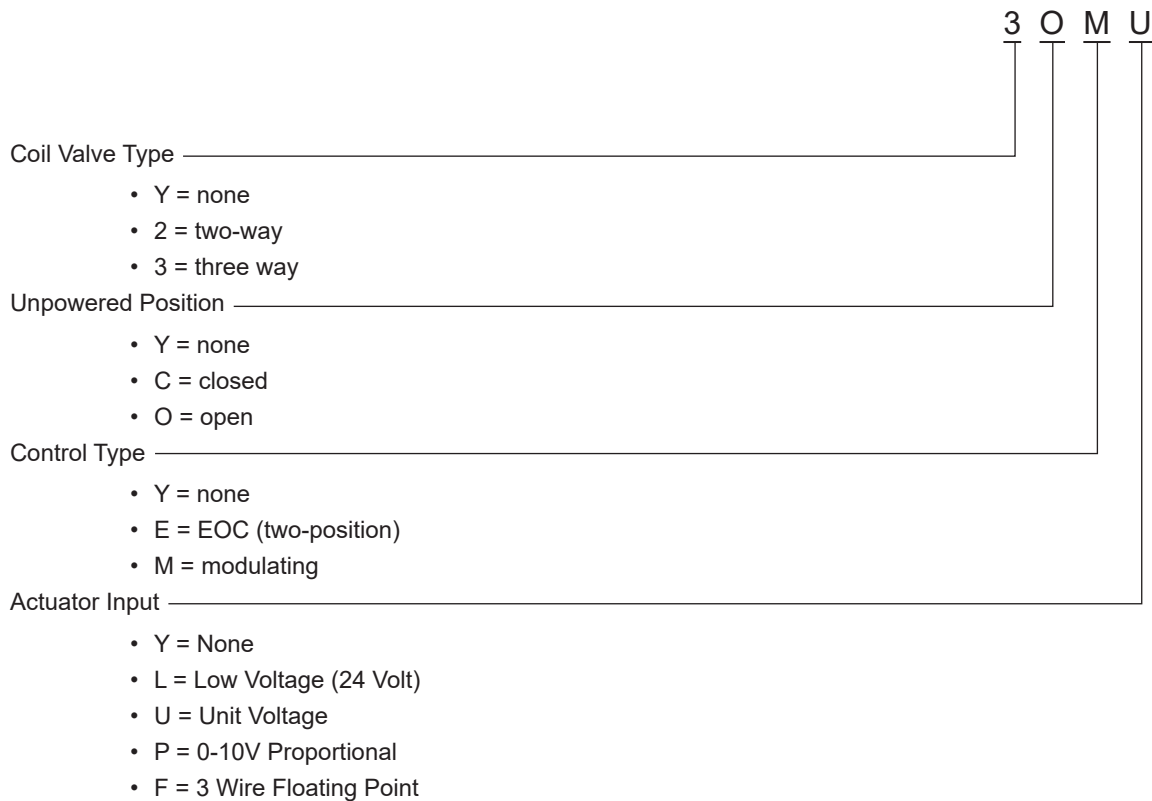 3 O M U
Coil Valve Type
• Y = none
• 2 = two-way
• 3 = three way
Unpowered Position
• Y = none
• C = closed
• O = open
Control Type
• Y = none
• E = EOC (two-position)
• M = modulating
Actuator Input
• Y = None
• L = Low Voltage (24 Volt)
• U = Unit Voltage
• P = 0-10V Proportional
• F = 3 Wire Floating Point